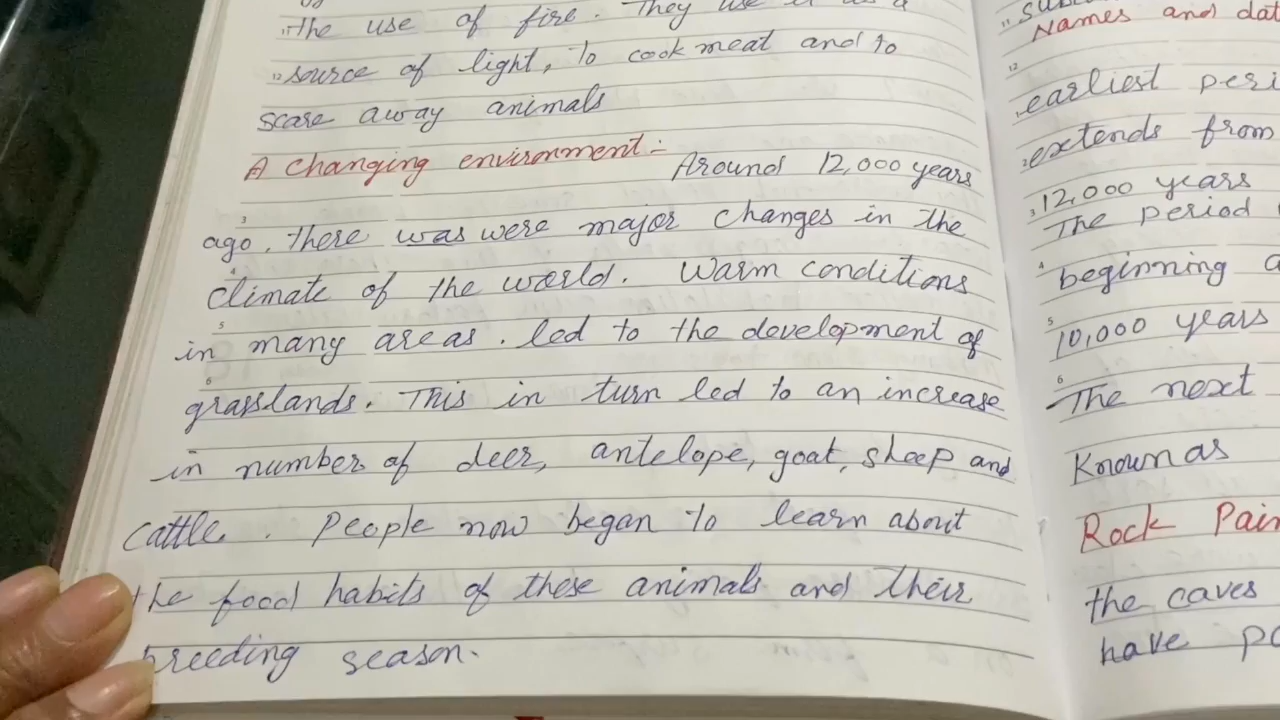 the use of fire. They use it as a
source of light, To cook meat and to
scare away animals
A changing environment:- Around 12,000 years
ago, there was were major changes in the
climate of the world. Warm conditions
in many areas. led to the development of
grasslands. This in turn led to an increase
in number of deer, antelope, goat, sheep and
cattle. . People now began to learn about
the food habits of these animals and their
breeding season.
Names and dat
earliest peri
extends from
12,000 years
The period
beginning a
10,000 years
The next
Known as
Rock Pain
the caves
have pa